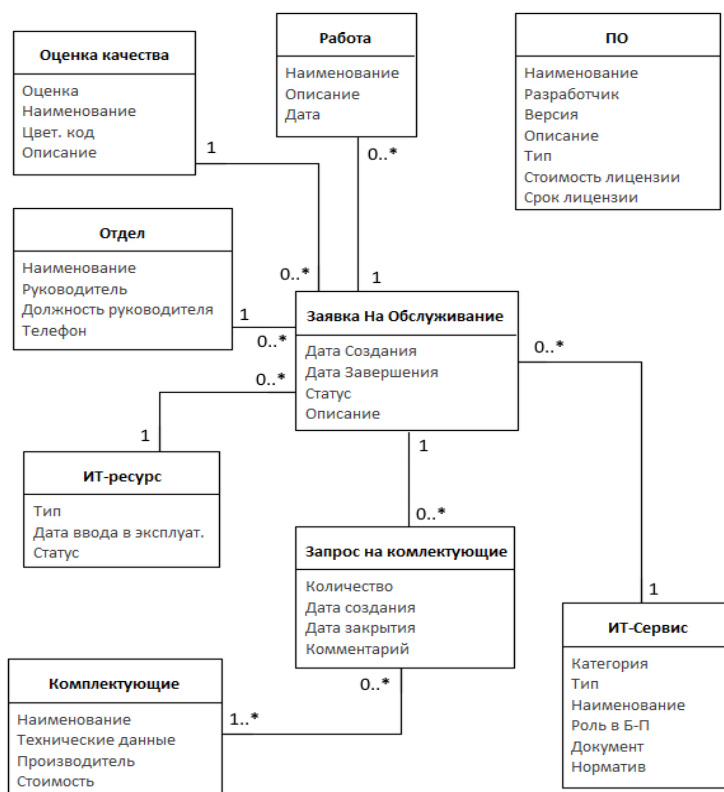 Оценка качества
Оценка
Наименование
Цвет. код
Описание
Работа
Наименование
Описание
Дата
ПО
Наименование
Разработчик
Версия
Описание
Тип
Стоимость лицензии
Срок лицензии
1
0..*
0..*
1
Отдел
Наименование
Руководитель
Должность руководителя
Телефон
1
0..*
Заявка На Обслуживание
Дата Создания
Дата Завершения
Статус
Описание
0..*
0..*
1
1
ИТ-ресурс
Тип
Дата ввода в эксплуат.
Статус
0..*
Запрос на комлектующие
Количество
Дата создания
Дата закрытия
Комментарий
1
ИТ-Сервис
Категория
Тип
Наименование
Роль в Б-П
Документ
Норматив
0..*
1..*
Комплектующие
Наименование
Технические данные
Производитель
Стоимость